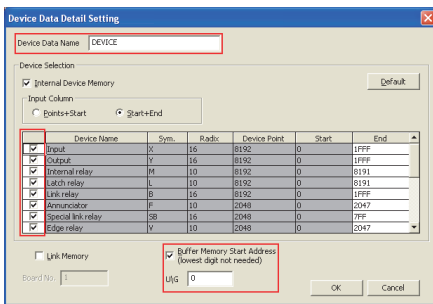 Device Data Detail Setting
Device Data Name DEVICE
Device Selection
Internal Device Memory
Default
Input Column
Points+Start Start+End
Device Name Sym. Radix Device Point Start End
Input X 16 8192 0 1FFF
Output Y 16 8192 0 1FFF
Internal relay M 10 8192 0 8191
Latch relay L 10 8192 0 8191
Link relay B 16 8192 0 1FFF
Annunciator F 10 2048 0 2047
Special link relay SB 16 2048 0 7FF
Edge relay V 10 2048 0 2047
Link Memory
Board No. 1
Buffer Memory Start Address
(lowest digit not needed)
U\G 0
OK Cancel